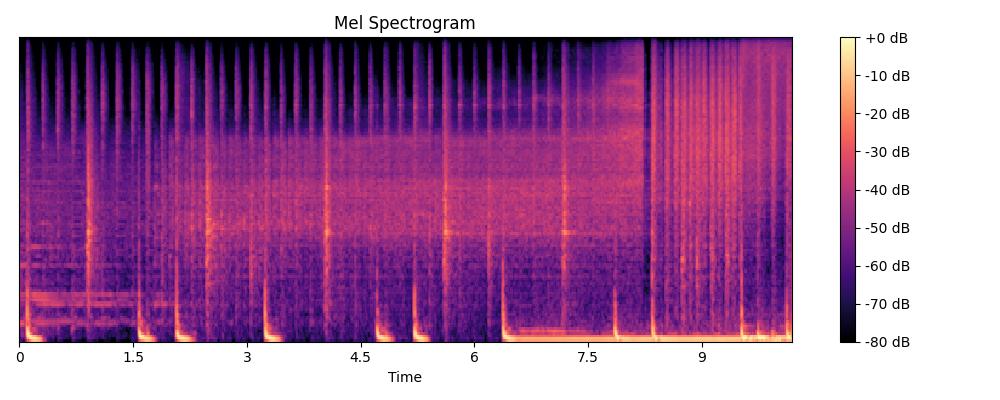 Mel Spectrogram
+0 dB
-10 dB
-20 dB
-30 dB
-40 dB
-50 dB
-60 dB
-70 dB
-80 dB
0 1.5 3 4.5 6 7.5 9
Time